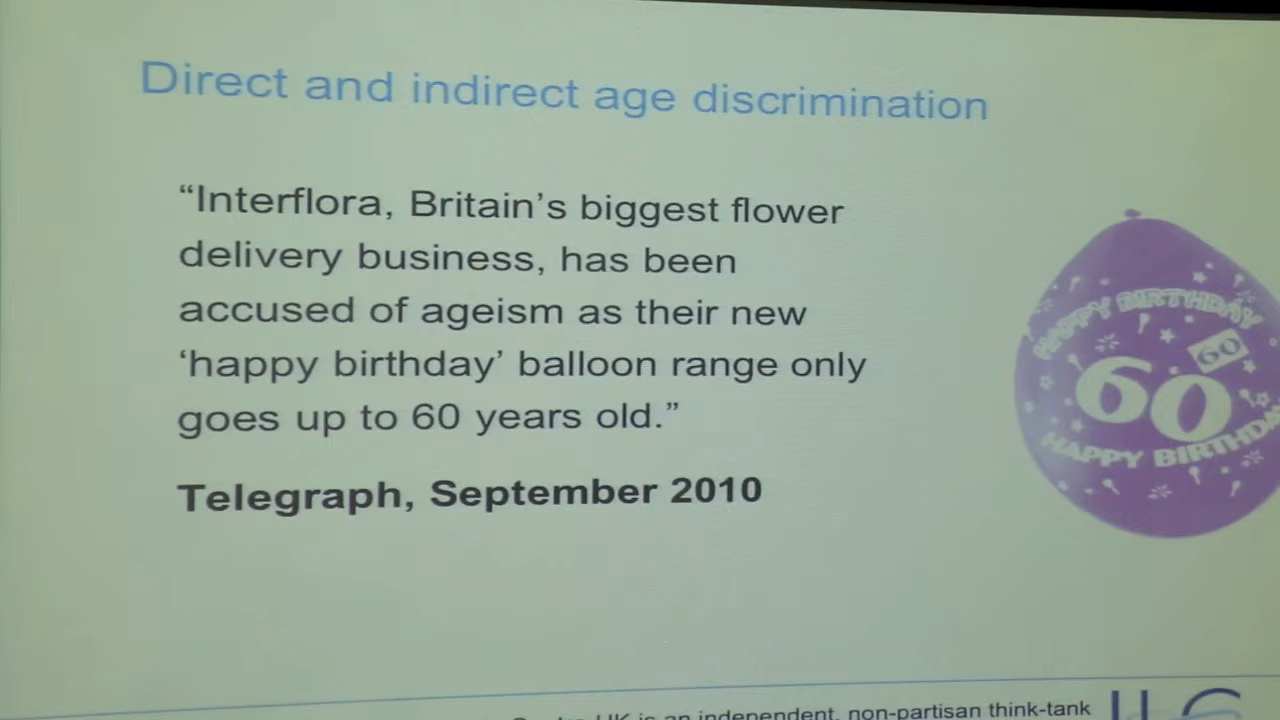 Direct and indirect age discrimination
“Interflora, Britain’s biggest flower
delivery business, has been
accused of ageism as their new
‘happy birthday’ balloon range only
goes up to 60 years old.”
Telegraph, September 2010
HAPPY BIRTHDAY
60
60
HAPPY BIRTHDAY
UK is an independent, non-partisan think-tank